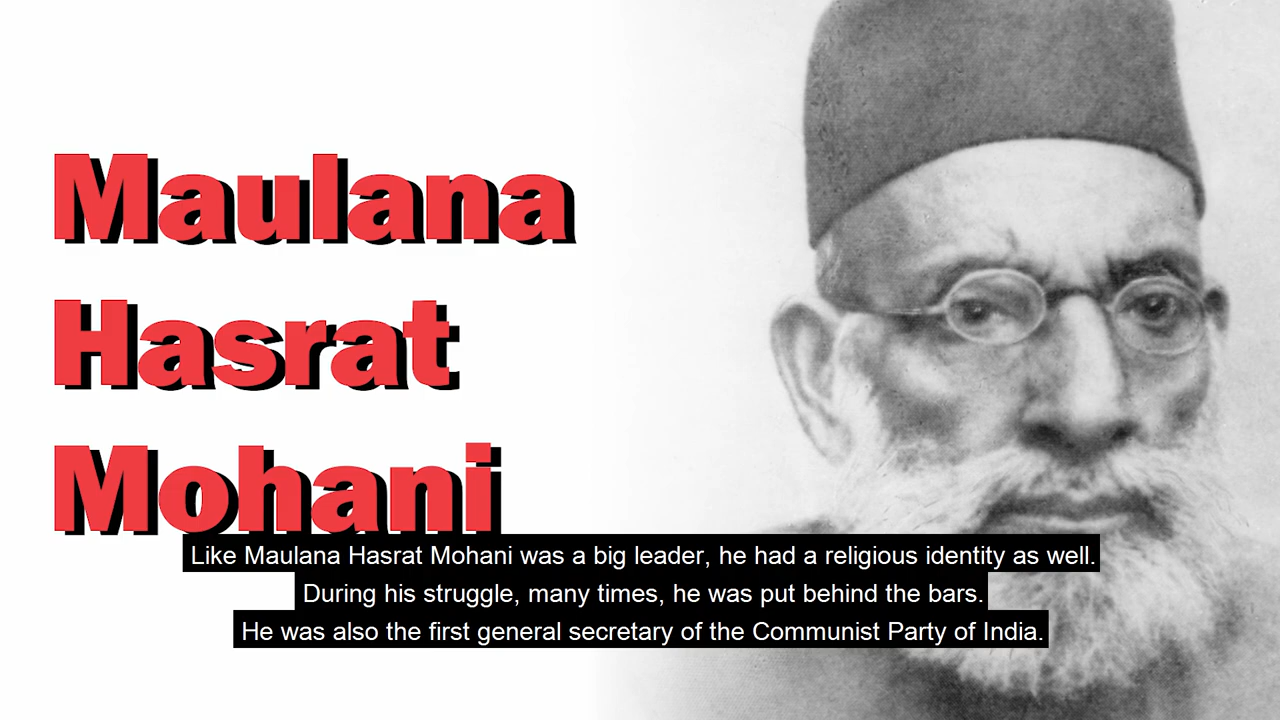 Maulana
Hasrat
Mohani
Like Maulana Hasrat Mohani was a big leader, he had a religious identity as well.
During his struggle, many times, he was put behind the bars.
He was also the first general secretary of the Communist Party of India.